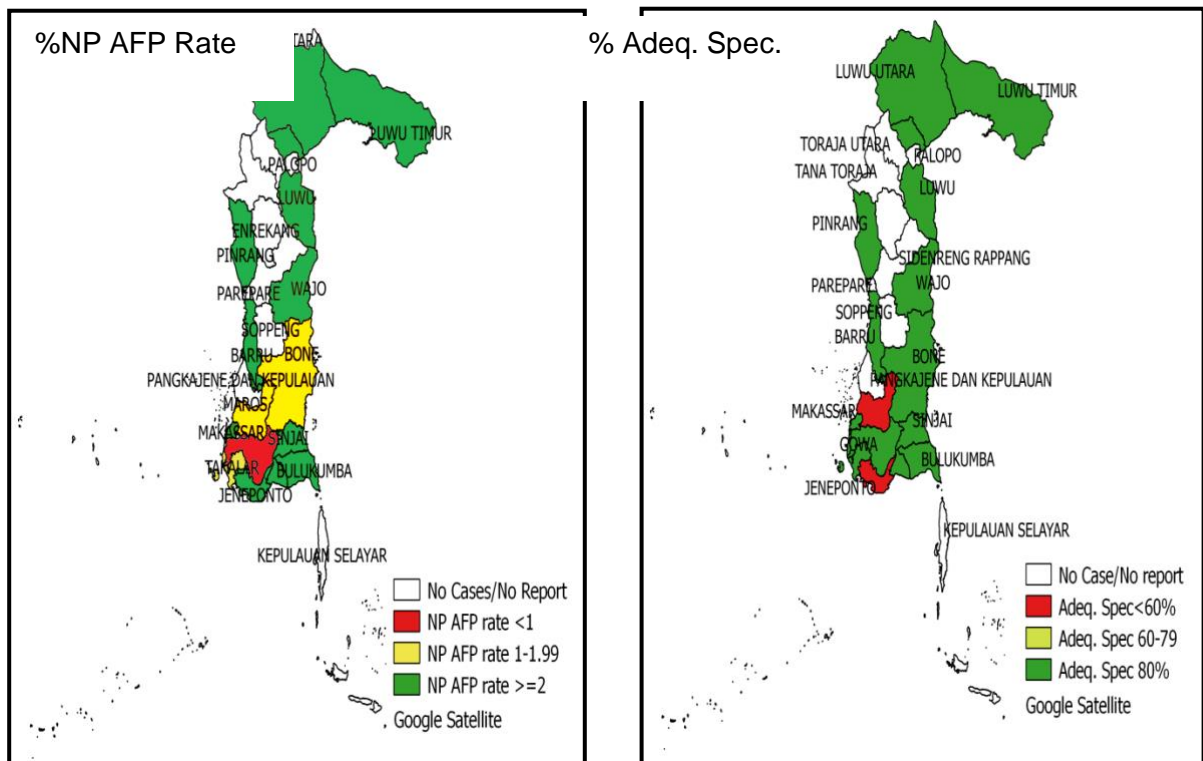 %NP AFP Rate
TARA
LUWU TIMUR
PALOPO
LUWU
ENREKANG
PINRANG
PAREPARE
WAJO
SOPPENG
BARRU
BONE
PANGKAJENE DAN KEPULAUAN
MAROS
MAKASSAR
SINJAI
TAKALAR
BULUKUMBA
JENEPONTO
KEPULAUAN SELAYAR
No Cases/No Report
NP AFP rate <1
NP AFP rate 1-1.99
NP AFP rate >=2
Google Satellite
% Adeq. Spec.
LUWU UTARA
LUWU TIMUR
TORAJA UTARA
PALOPO
TANA TORAJA
LUWU
PINRANG
SIDENRENG RAPPANG
PAREPARE
WAJO
SOPPENG
BARRU
BONE
PANGKAJENE DAN KEPULAUAN
MAKASSAR
SINJAI
GOWA
BULUKUMBA
JENEPONTO
KEPULAUAN SELAYAR
No Case/No report
Adeq. Spec<60%
Adeq. Spec 60-79
Adeq. Spec 80%
Google Satellite